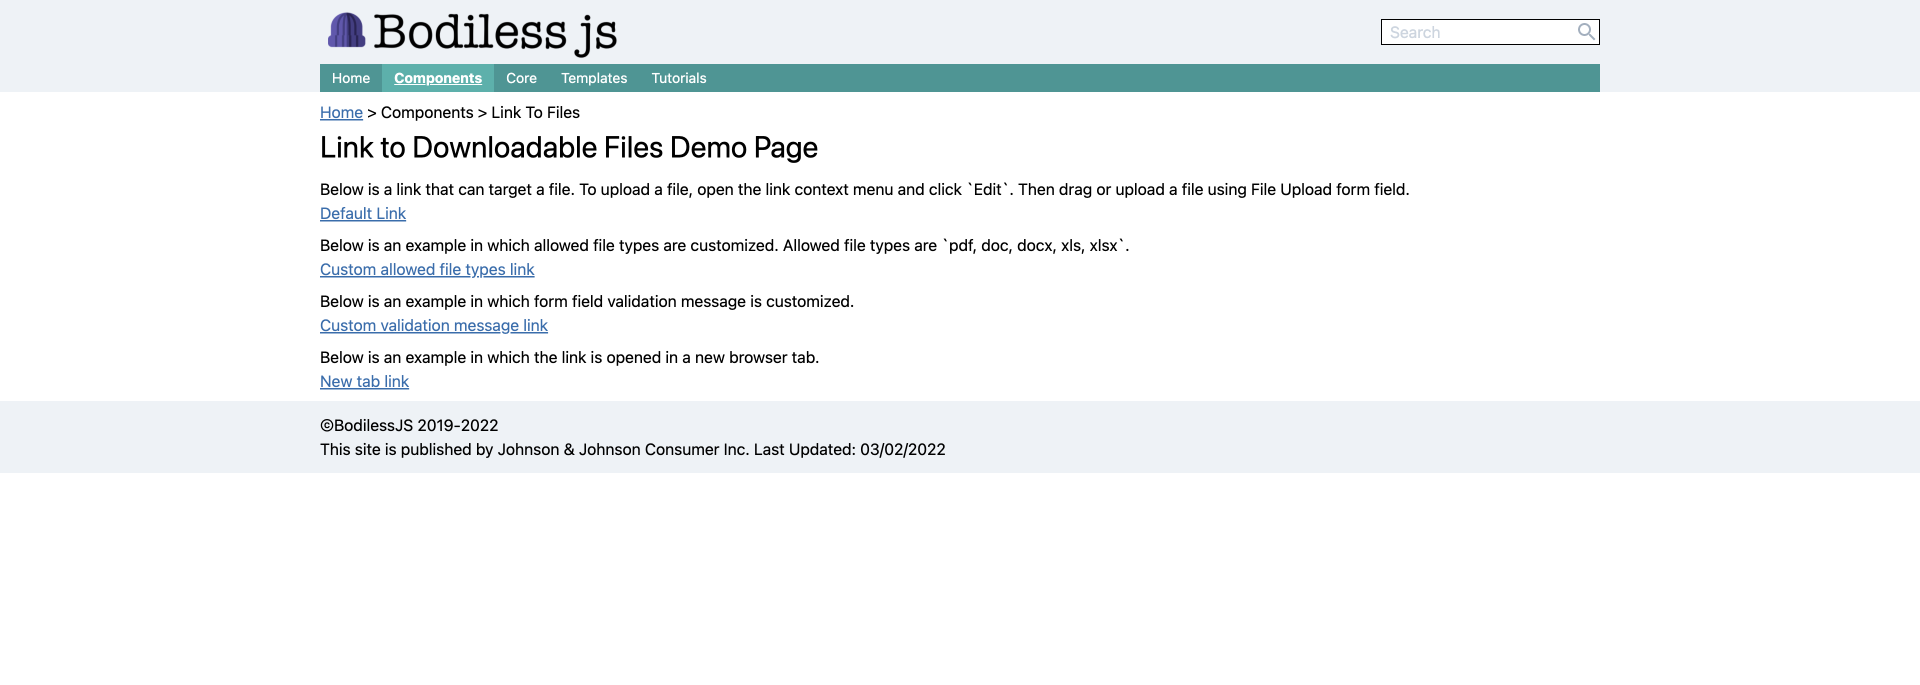 Bodiless js
Search
Home Components Core Templates Tutorials
Home > Components > Link To Files
Link to Downloadable Files Demo Page
Below is a link that can target a file. To upload a file, open the link context menu and click `Edit`. Then drag or upload a file using File Upload form field.
Default Link
Below is an example in which allowed file types are customized. Allowed file types are `pdf, doc, docx, xls, xlsx`.
Custom allowed file types link
Below is an example in which form field validation message is customized.
Custom validation message link
Below is an example in which the link is opened in a new browser tab.
New tab link
©BodilessJS 2019-2022
This site is published by Johnson & Johnson Consumer Inc. Last Updated: 03/02/2022